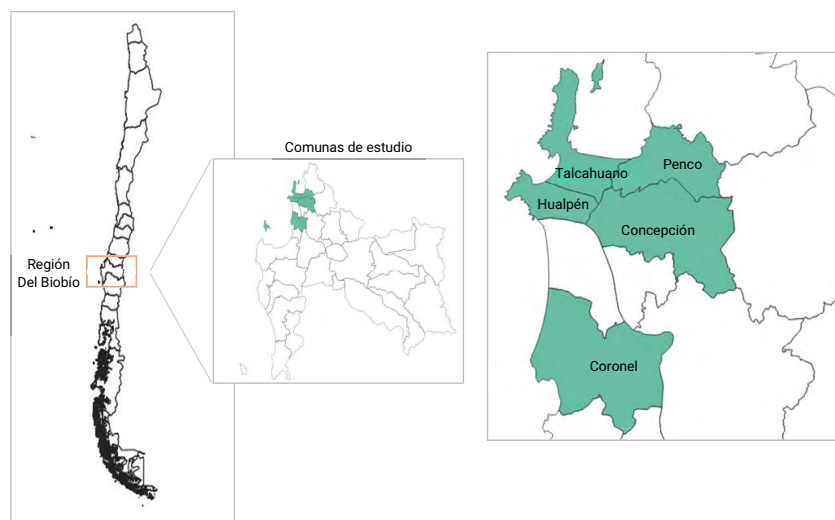 Región
Del Biobío
Comunas de estudio
Talcahuano
Penco
Hualpén
Concepción
Coronel